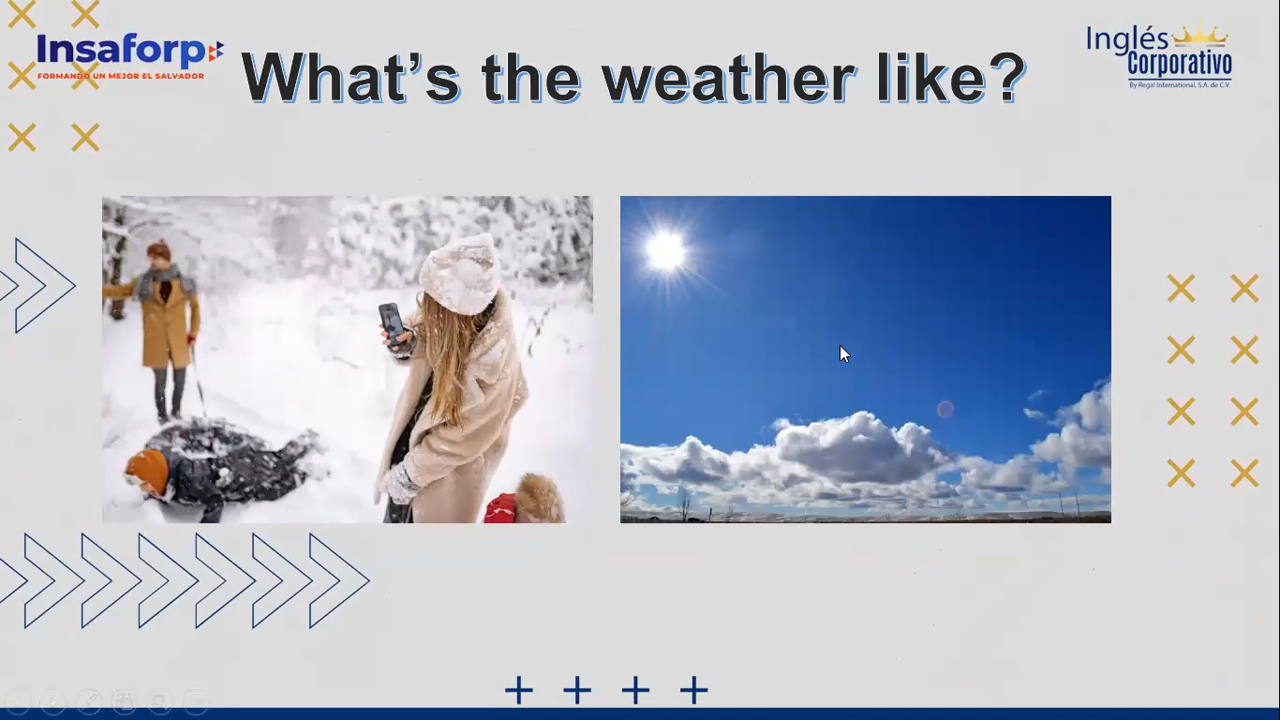 Insaforp
FORMANDO UN MEJOR EL SALVADOR
What's the weather like?
Inglés
Corporativo
By Regal International, S.A. de C.V.